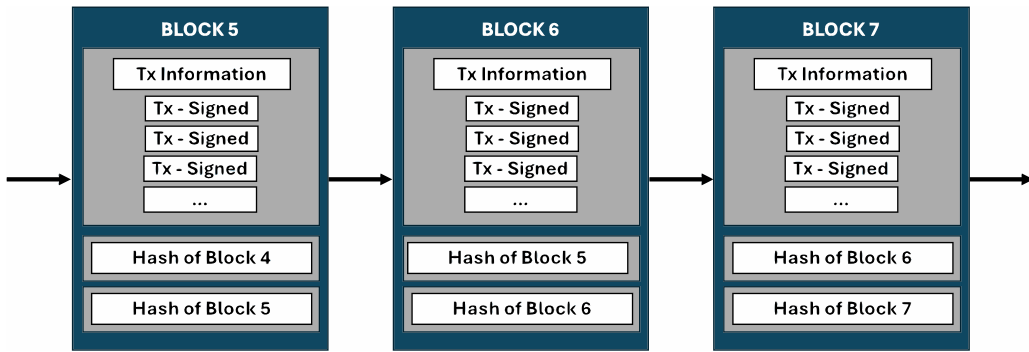 BLOCK 5
Tx Information
Tx - Signed
Tx - Signed
Tx - Signed
...
Hash of Block 4
Hash of Block 5
BLOCK 6
Tx Information
Tx - Signed
Tx - Signed
Tx - Signed
...
Hash of Block 5
Hash of Block 6
BLOCK 7
Tx Information
Tx - Signed
Tx - Signed
Tx - Signed
...
Hash of Block 6
Hash of Block 7